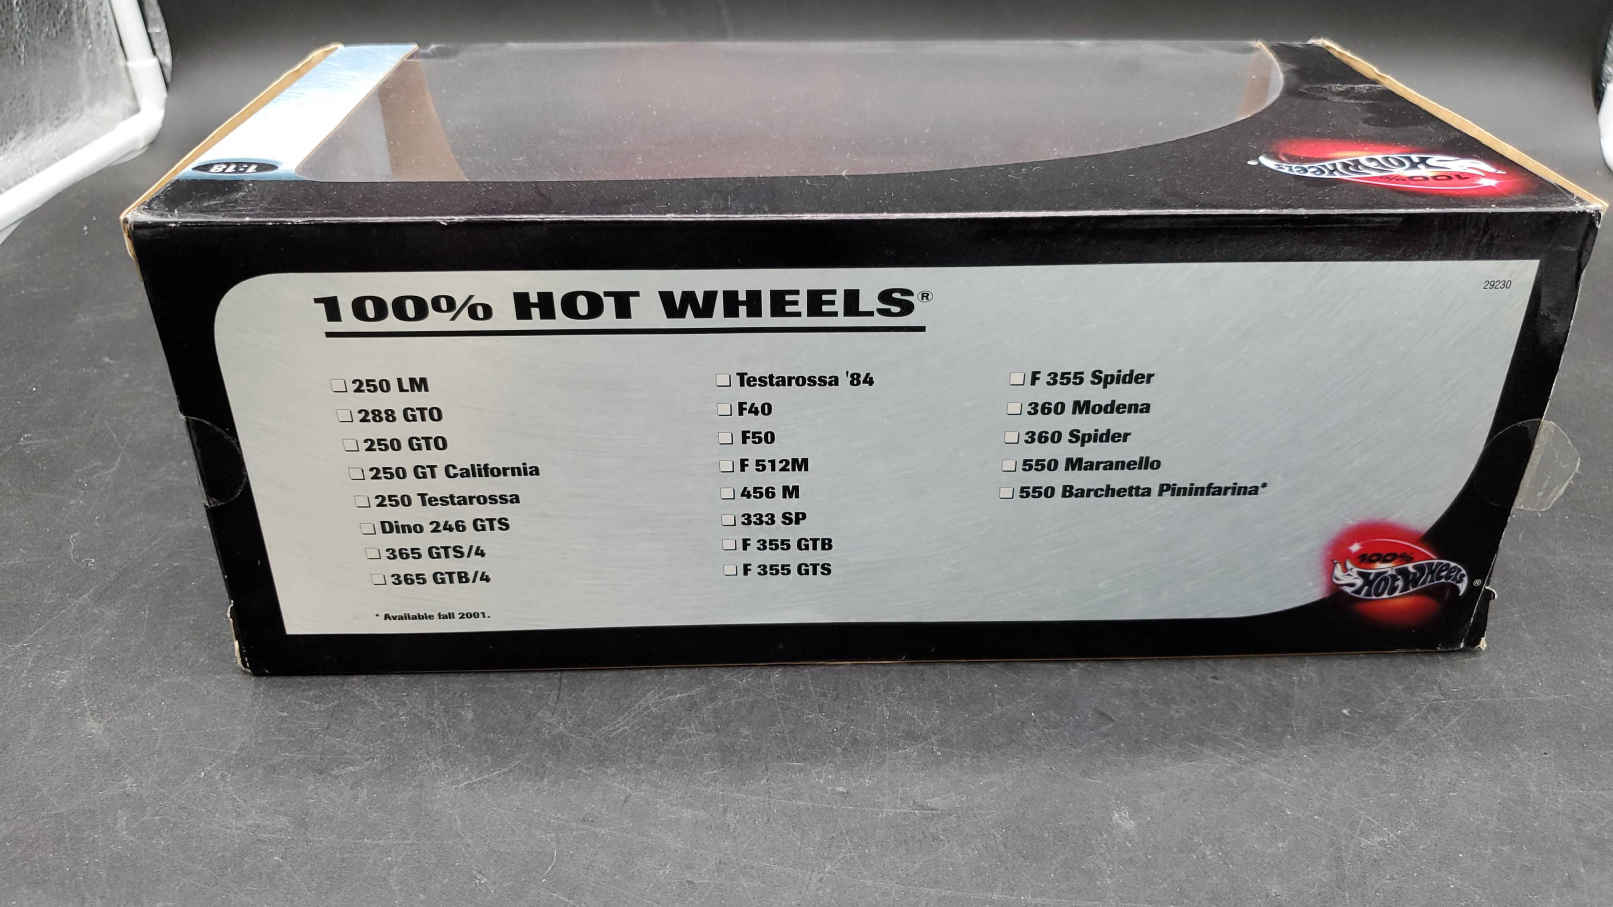 1:18
100% HOT WHEELS
29230
100% HOT WHEELS®
250 LM
288 GTO
250 GTO
250 GT California
250 Testarossa
Dino 246 GTS
365 GTS/4
365 GTB/4
* Available fall 2001.
Testarossa '84
F40
F50
F 512M
456 M
333 SP
F 355 GTB
F 355 GTS
F 355 Spider
360 Modena
360 Spider
550 Maranello
550 Barchetta Pininfarina*
100%
HOT WHEELS®